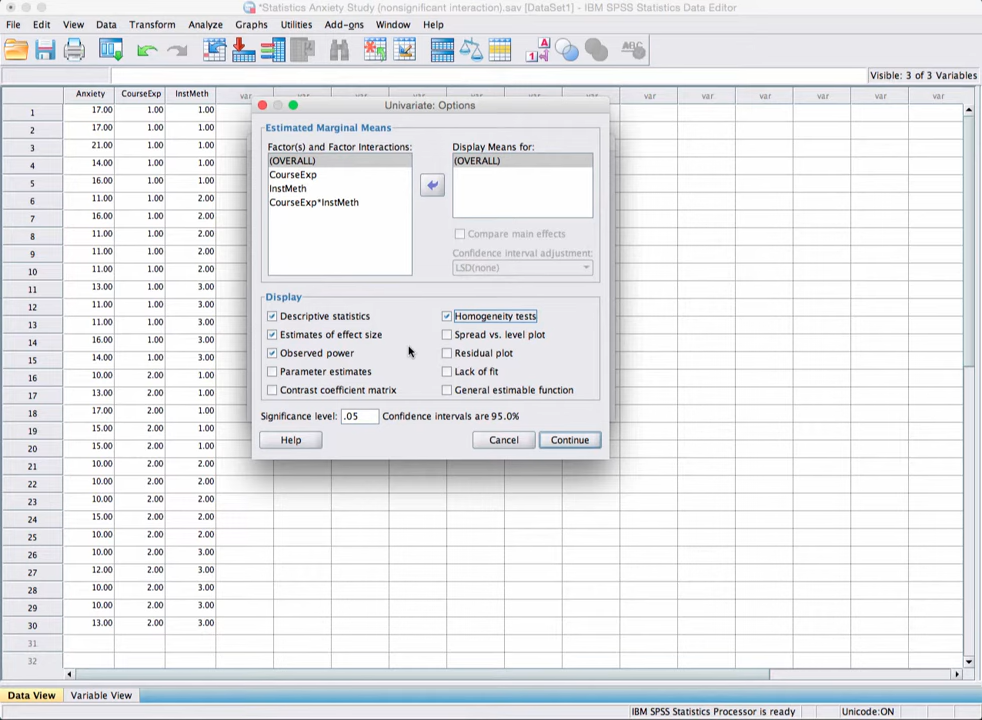 *Statistics Anxiety Study (nonsignificant interaction).sav [DataSet1] - IBM SPSS Statistics Data Editor
File Edit View Data Transform Analyze Graphs Utilities Add-ons Window Help
Visible: 3 of 3 Variables
Anxiety CourseExp InstMeth var var var var var var var
Univariate: Options
Estimated Marginal Means
Factor(s) and Factor Interactions: Display Means for:
(OVERALL) (OVERALL)
CourseExp
InstMeth
CourseExp*InstMeth
Compare main effects
Confidence interval adjustment:
LSD(none)
Display
Descriptive statistics Homogeneity tests
Estimates of effect size Spread vs. level plot
Observed power Residual plot
Parameter estimates Lack of fit
Contrast coefficient matrix General estimable function
Significance level: .05 Confidence intervals are 95.0%
Help Cancel Continue
1 17.00 1.00 1.00
2 17.00 1.00 1.00
3 21.00 1.00 1.00
4 14.00 1.00 1.00
5 16.00 1.00 1.00
6 11.00 1.00 2.00
7 16.00 1.00 2.00
8 11.00 1.00 2.00
9 11.00 1.00 2.00
10 11.00 1.00 2.00
11 13.00 1.00 3.00
12 11.00 1.00 3.00
13 11.00 1.00 3.00
14 16.00 1.00 3.00
15 14.00 1.00 3.00
16 10.00 2.00 1.00
17 13.00 2.00 1.00
18 17.00 2.00 1.00
19 15.00 2.00 1.00
20 15.00 2.00 1.00
21 10.00 2.00 2.00
22 10.00 2.00 2.00
23 10.00 2.00 2.00
24 15.00 2.00 2.00
25 10.00 2.00 2.00
26 10.00 2.00 3.00
27 12.00 2.00 3.00
28 10.00 2.00 3.00
29 10.00 2.00 3.00
30 13.00 2.00 3.00
31
32
Data View Variable View
IBM SPSS Statistics Processor is ready Unicode:ON